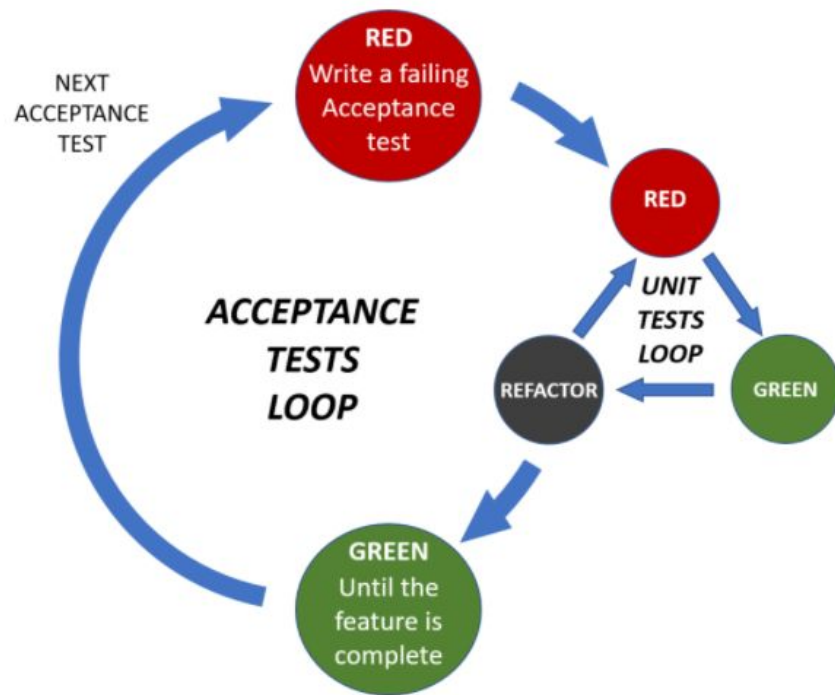 RED
Write a failing
Acceptance
test
NEXT
ACCEPTANCE
TEST
RED
UNIT
TESTS
LOOP
ACCEPTANCE
TESTS
LOOP
REFACTOR
GREEN
GREEN
Until the
feature is
complete